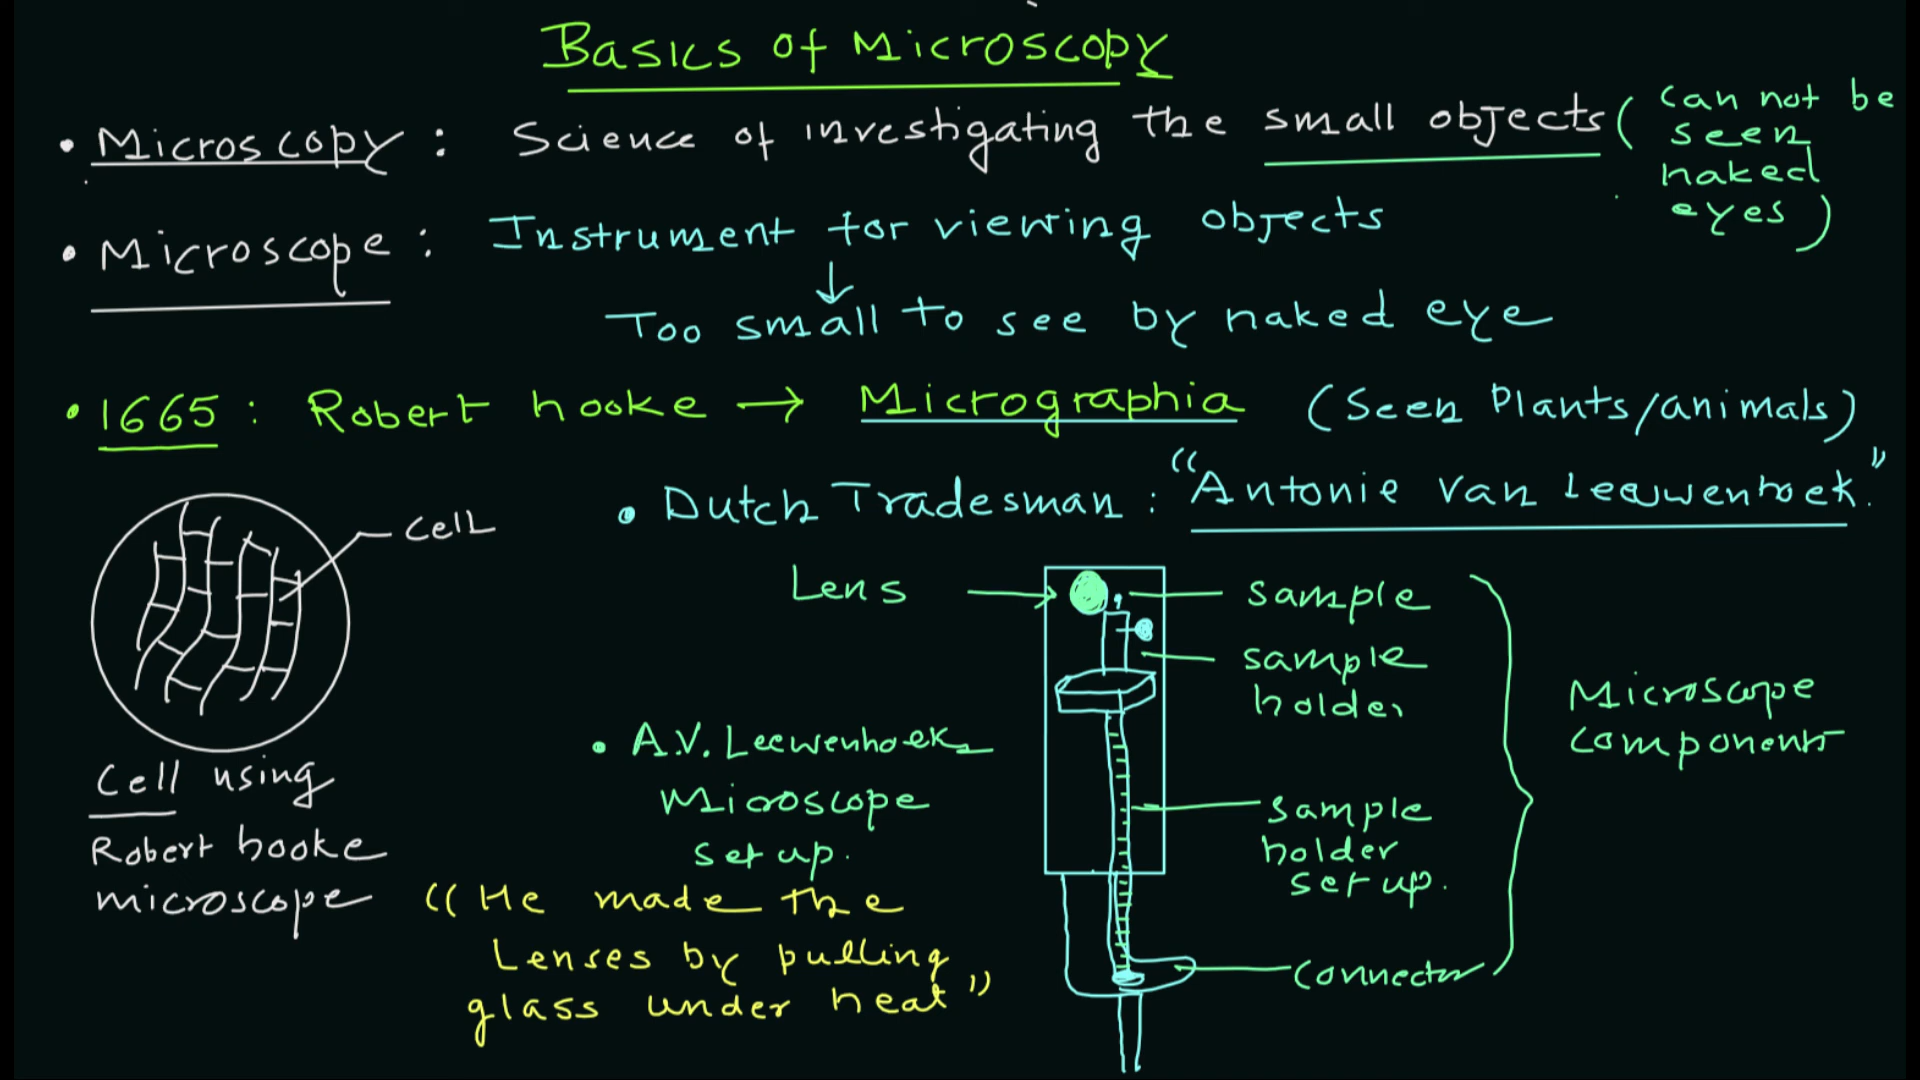 Basics of Microscopy
• Microscopy : Science of investigating the small objects (can not be
seen
naked
eyes)
• Microscope : Instrument for viewing objects
↓
Too small to see by naked eye
• 1665 : Robert hooke → Micrographia (Seen Plants/animals)
• Dutch Tradesman : "Antonie van Leeuwenhoek."
cell
Cell using
Robert hooke
microscope
Lens
sample
sample
holder
sample
holder
set up.
connector
Microscope
components
• A.V. Leewenhoek
Microscope
set up.
"He made the
Lenses by pulling
glass under heat"